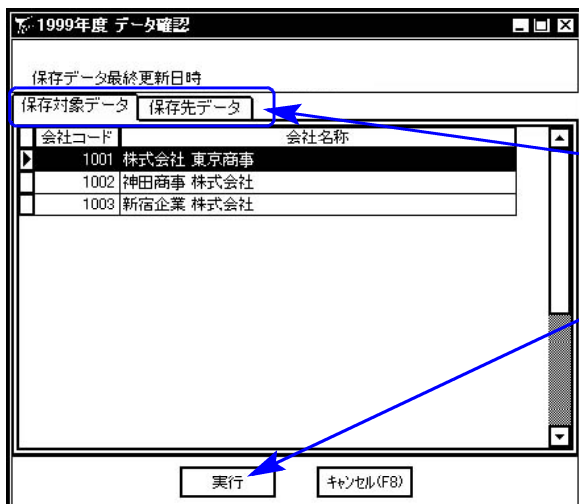 1999年度 データ確認
保存データ最終更新日時
保存対象データ 保存先データ
会社コード 会社名称
1001 株式会社 東京商事
1002 神田商事 株式会社
1003 新宿企業 株式会社
実行 ｷｬﾝｾﾙ(F8)